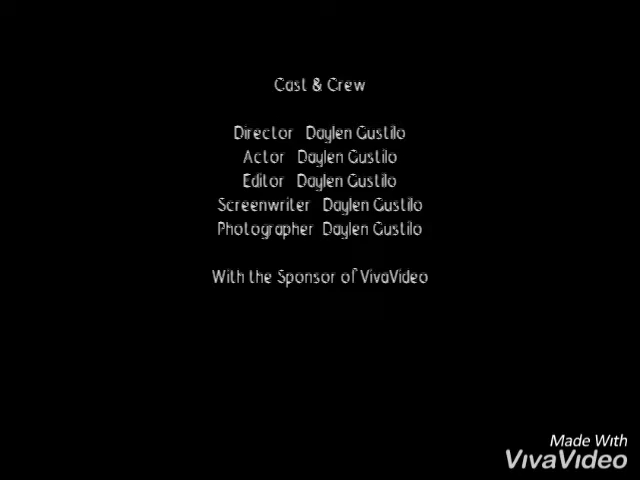 Cast & Crew
Director Daylen Gustilo
Actor Daylen Gustilo
Editor Daylen Gustilo
Screenwriter Daylen Gustilo
Photographer Daylen Gustilo
With the Sponsor of VivaVideo
Made With
VivaVideo